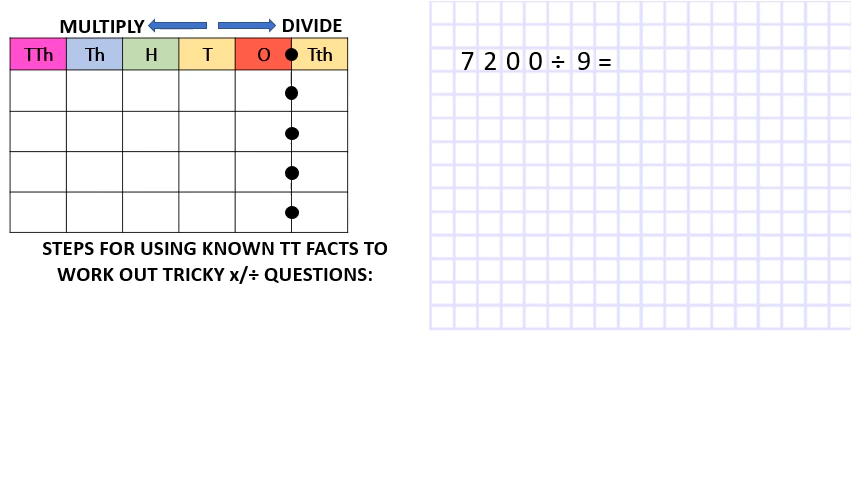 MULTIPLY DIVIDE
TTh Th H T O Tth
STEPS FOR USING KNOWN TT FACTS TO
WORK OUT TRICKY x/÷ QUESTIONS:
7 2 0 0 ÷ 9 =